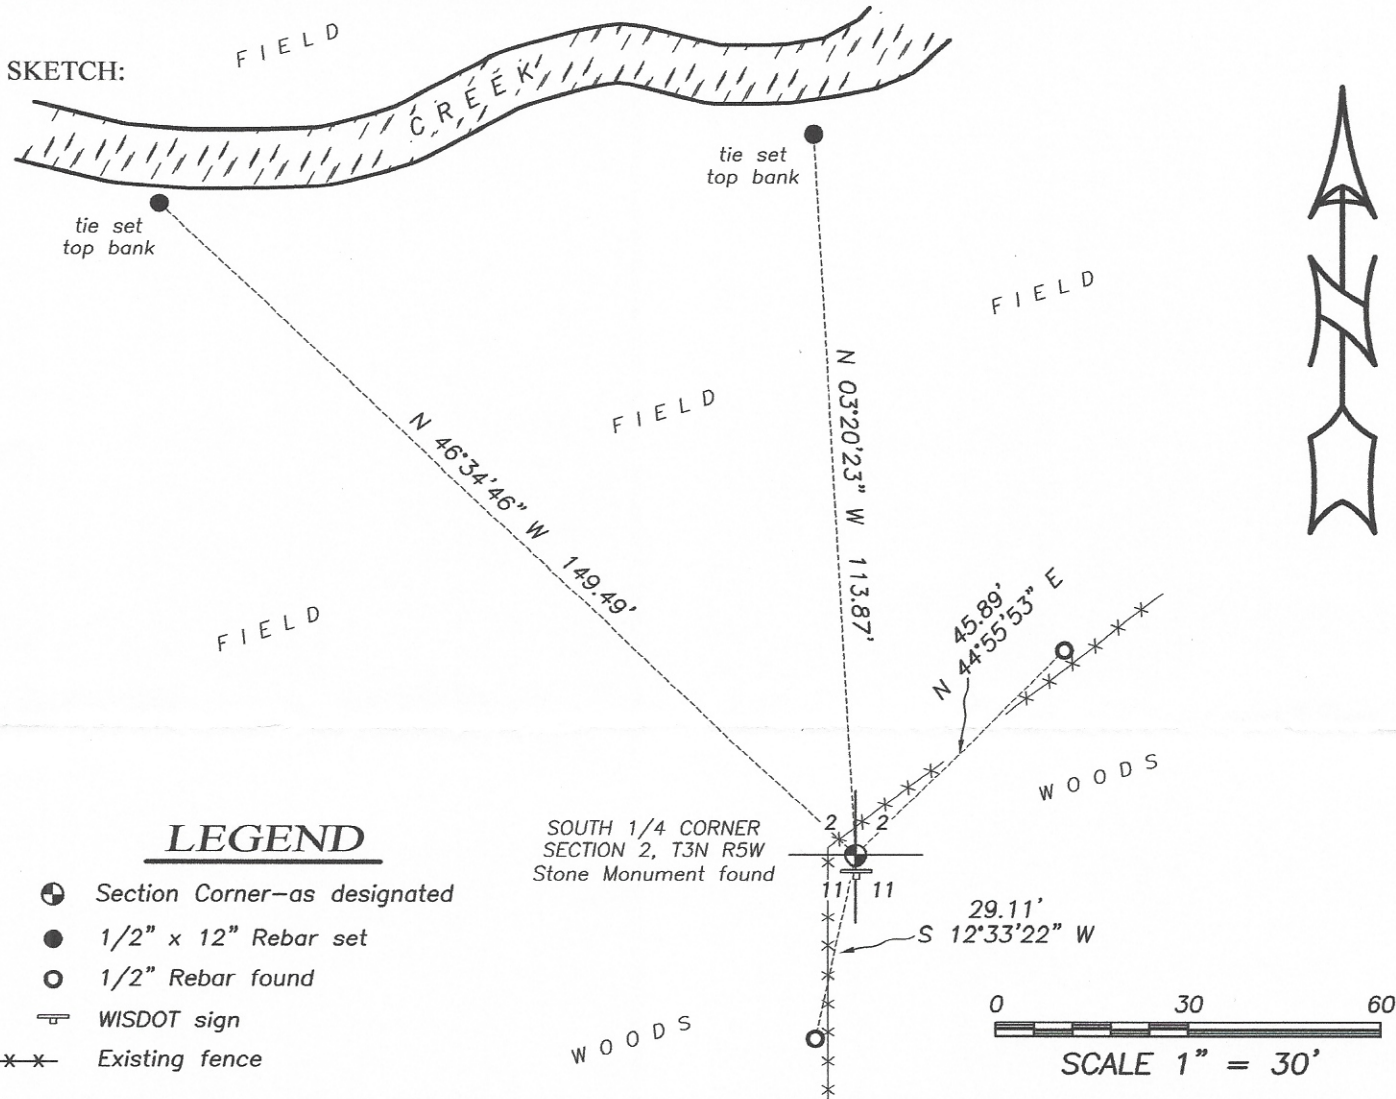 SKETCH:
FIELD
CREEK
tie set
top bank
tie set
top bank
FIELD
FIELD
FIELD
N 46°34'46" W 149.49'
N 03°20'23" W 113.87'
45.89'
N 44°55'53" E
WOODS
SOUTH 1/4 CORNER
SECTION 2, T3N R5W
Stone Monument found
2 2
11 11
29.11'
S 12°33'22" W
WOODS
N
LEGEND
Section Corner-as designated
1/2" x 12" Rebar set
1/2" Rebar found
WISDOT sign
Existing fence
0 30 60
SCALE 1" = 30'